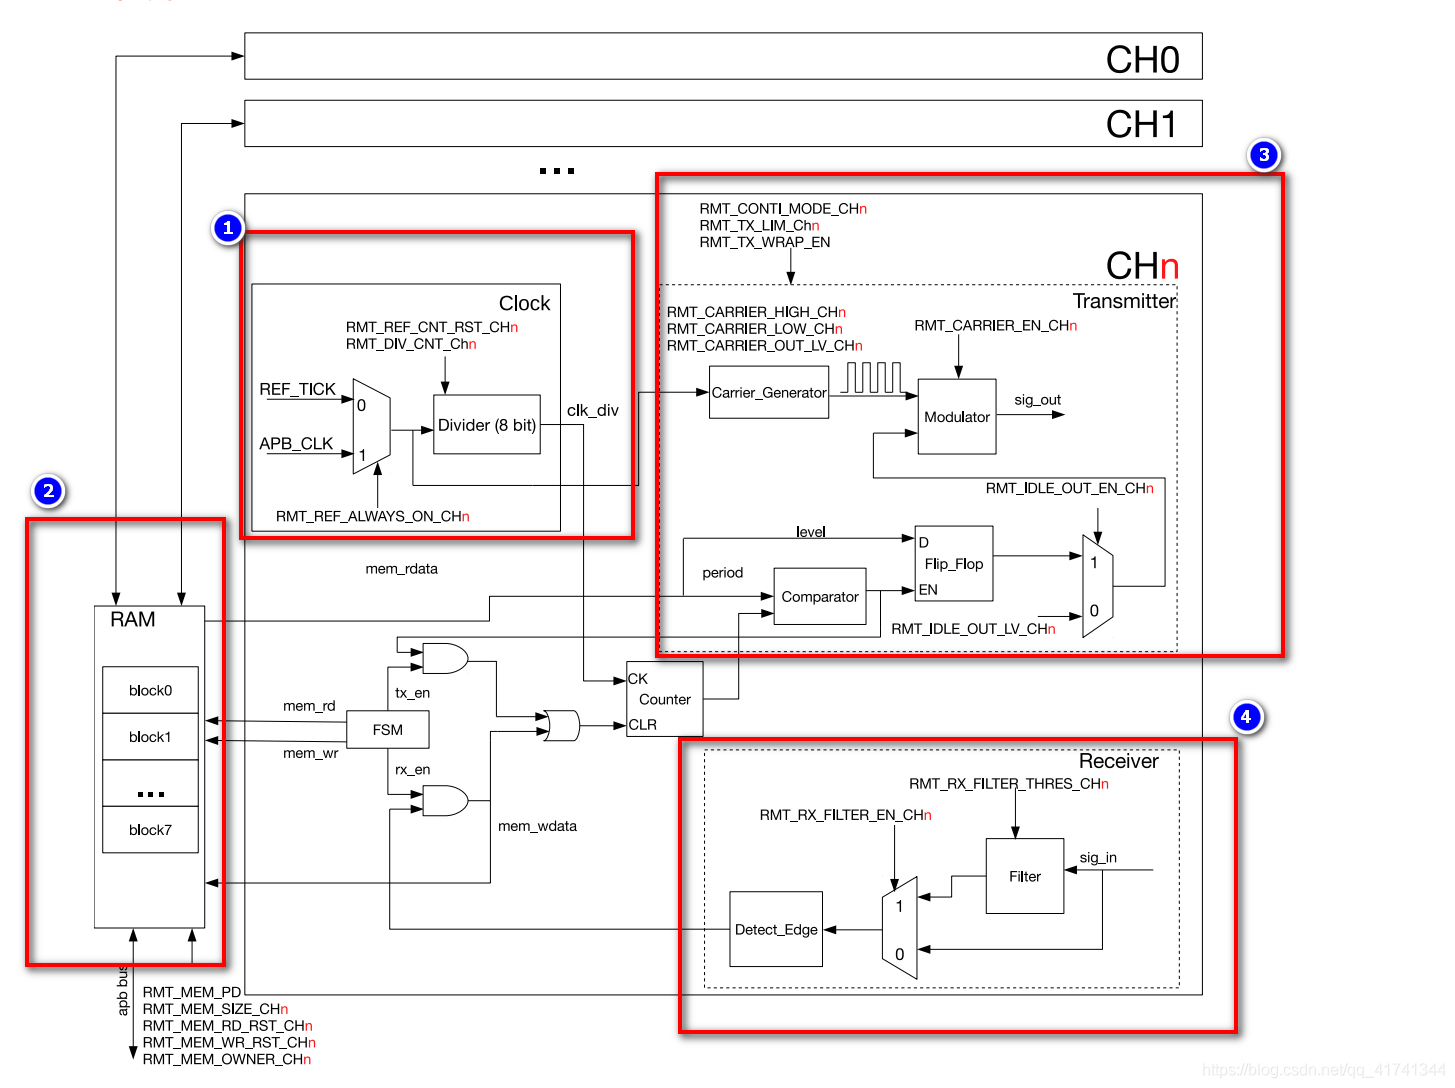 CH0
CH1
...
3
1
RMT_CONTI_MODE_CHn
RMT_TX_LIM_Chn
RMT_TX_WRAP_EN
CHn
Transmitter
Clock
RMT_REF_CNT_RST_CHn
RMT_DIV_CNT_Chn
RMT_CARRIER_HIGH_CHn
RMT_CARRIER_LOW_CHn
RMT_CARRIER_OUT_LV_CHn
RMT_CARRIER_EN_CHn
REF_TICK
0
APB_CLK
1
Divider (8 bit)
clk_div
Carrier_Generator
Modulator
sig_out
RMT_REF_ALWAYS_ON_CHn
RMT_IDLE_OUT_EN_CHn
2
mem_rdata
level
period
D
Flip_Flop
EN
Comparator
1
0
RMT_IDLE_OUT_LV_CHn
RAM
block0
block1
...
block7
mem_rd
mem_wr
tx_en
FSM
rx_en
CK
Counter
CLR
mem_wdata
4
Receiver
RMT_RX_FILTER_THRES_CHn
RMT_RX_FILTER_EN_CHn
sig_in
Filter
1
0
Detect_Edge
apb bus
RMT_MEM_PD
RMT_MEM_SIZE_CHn
RMT_MEM_RD_RST_CHn
RMT_MEM_WR_RST_CHn
RMT_MEM_OWNER_CHn
https://blog.csdn.net/qq_41741344